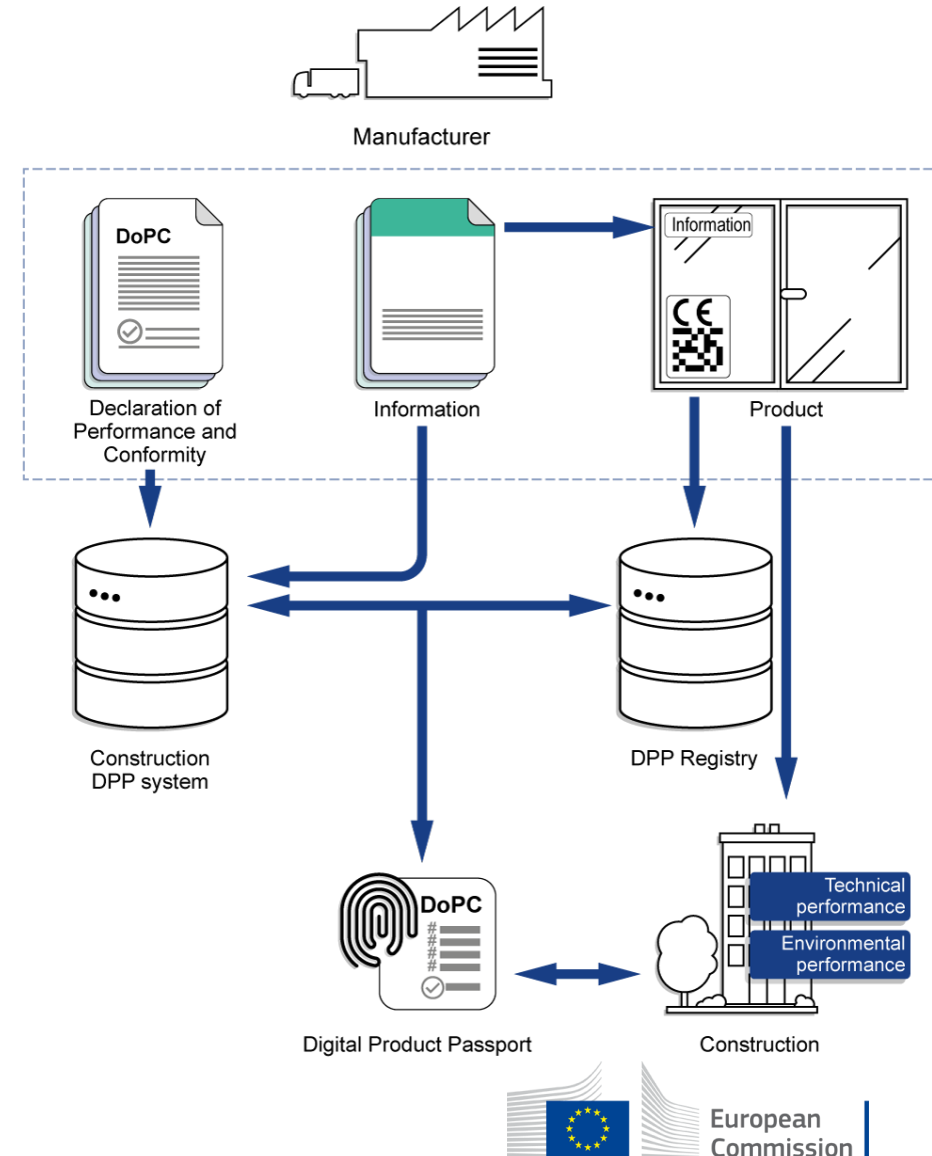 Manufacturer
DoPC
Information
CE
Declaration of
Performance and
Conformity
Information
Product
Construction
DPP system
DPP Registry
DoPC
#
#
#
#
Technical
performance
Environmental
performance
Digital Product Passport
Construction
European
Commission